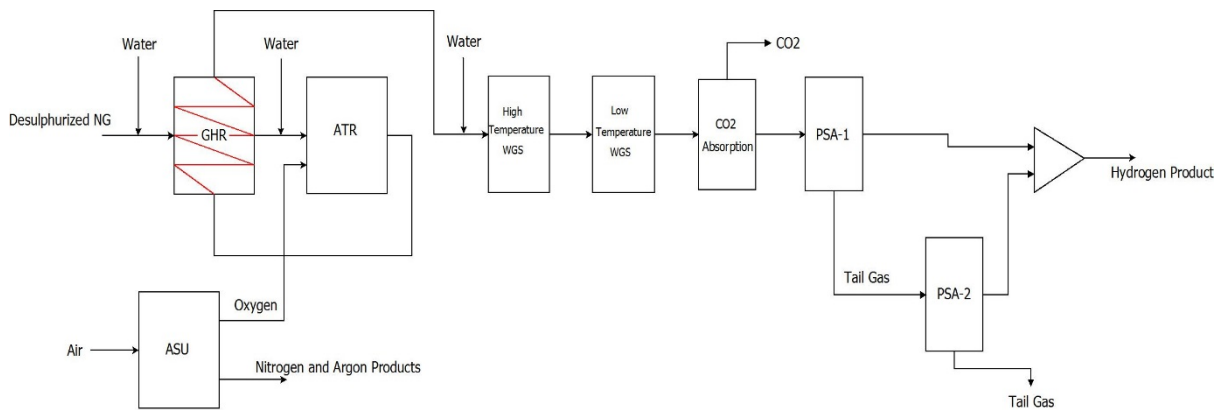 Water
Water
Water
CO2
Desulphurized NG
GHR
ATR
High
Temperature
WGS
Low
Temperature
WGS
CO2
Absorption
PSA-1
Hydrogen Product
Tail Gas
PSA-2
Oxygen
Air
ASU
Nitrogen and Argon Products
Tail Gas